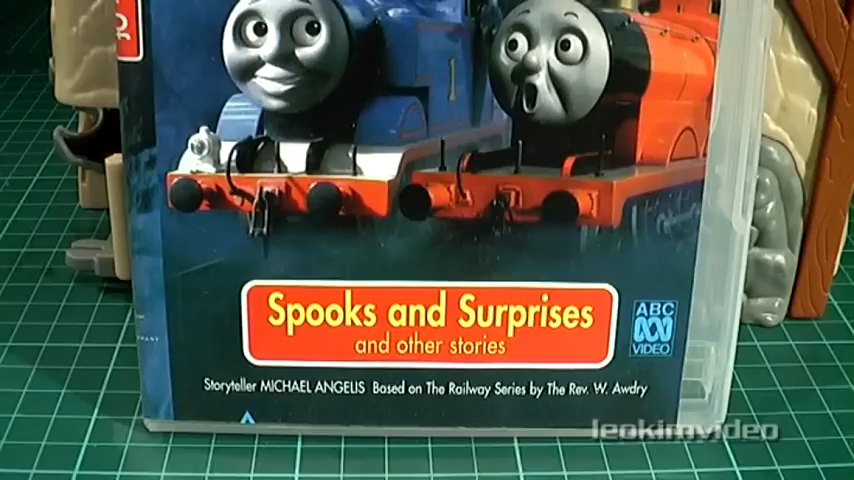 1
Spooks and Surprises
and other stories
ABC
VIDEO
Storyteller MICHAEL ANGELIS Based on The Railway Series by The Rev. W. Awdry
leokimvideo